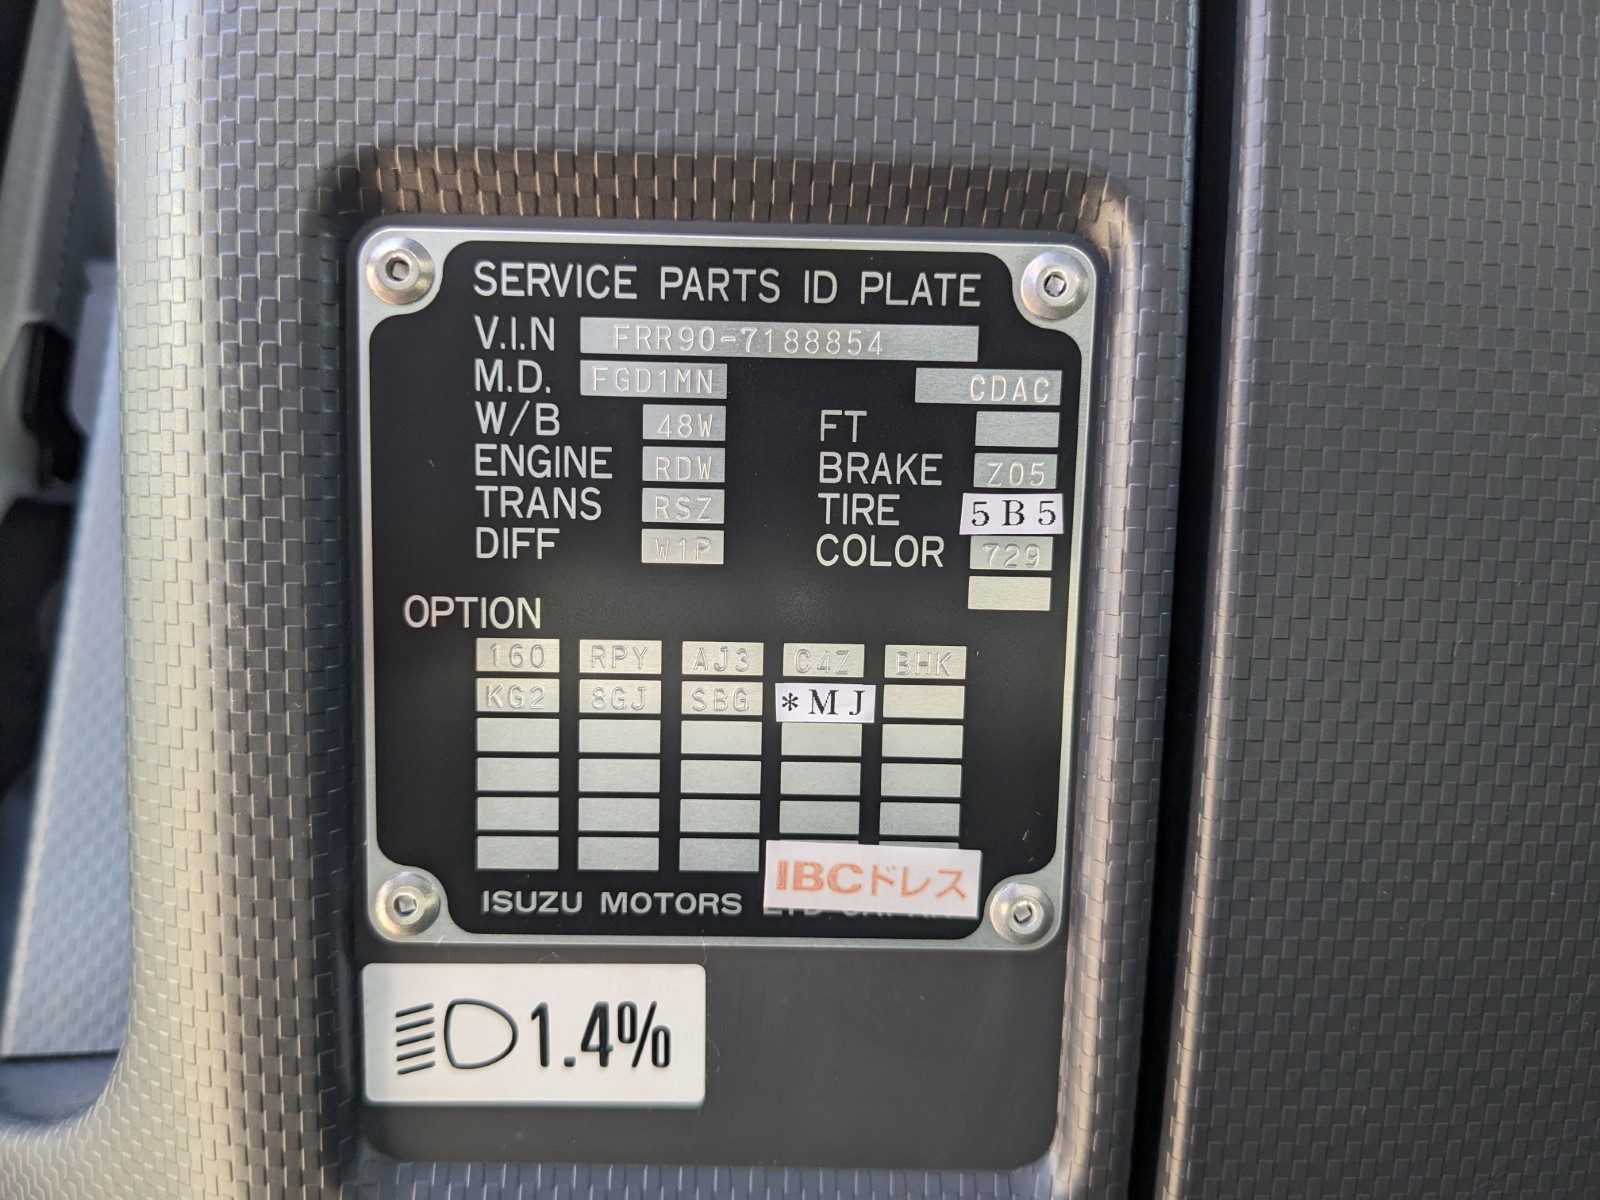 SERVICE PARTS ID PLATE
V.I.N FRR90-7188854
M.D. FGD1MN CDAC
W/B 48W FT
ENGINE RDW BRAKE Z05
TRANS RSZ TIRE 5B5
DIFF W1P COLOR 729
OPTION
160 RPY AJ3 C4Z BHK
KG2 8GJ SBG *MJ
IBCドレス
ISUZU MOTORS
1.4%